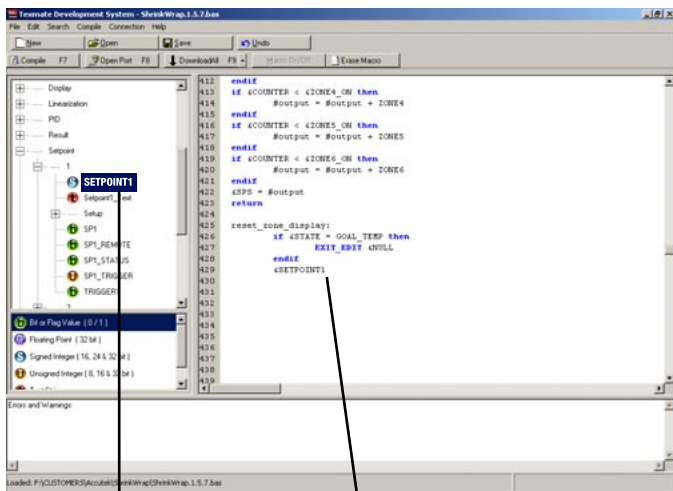 Texmate Development System - ShrinkWrap.1.5.7.bas
File Edit Search Compile Connection Help
New Open Save Undo
Compile F7 Open Port F8 Download/All F9 Macro On/Off Erase Macro
Display
Linearization
PID
Result
Setpoint
1
SETPOINT1
Setpoint1_Text
Setup
SP1
SP1_REMOTE
SP1_STATUS
SP1_TRIGGER
TRIGGERS
2
Bit or Flag Value ( 0 / 1 )
Floating Point ( 32 bit )
Signed Integer ( 16, 24 & 32 bit )
Unsigned Integer ( 8, 16 & 32 bit )
412 endif
413 if &COUNTER < &ZONE4_ON then
414 #output = #output + ZONE4
415 endif
416 if &COUNTER < &ZONE5_ON then
417 #output = #output + ZONE5
418 endif
419 if &COUNTER < &ZONE6_ON then
420 #output = #output + ZONE6
421 endif
422 &SPS = #output
423 return
424
425 reset_zone_display:
426 if &STATE = GOAL_TEMP then
427 EXIT_EDIT &NULL
428 endif
429 &SETPOINT1
430
431
432
433
434
435
436
437
438
439
Errors and Warnings:
Loaded: F:\CUSTOMERS\Accutek\ShrinkWrap\ShrinkWrap.1.5.7.bas